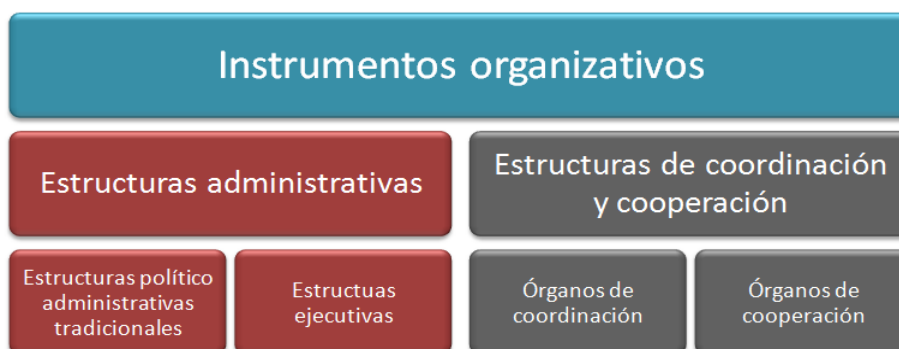 Instrumentos organizativos
Estructuras administrativas
Estructuras de coordinación
y cooperación
Estructuras político
administrativas
tradicionales
Estructuas
ejecutivas
Órganos de
coordinación
Órganos de
cooperación